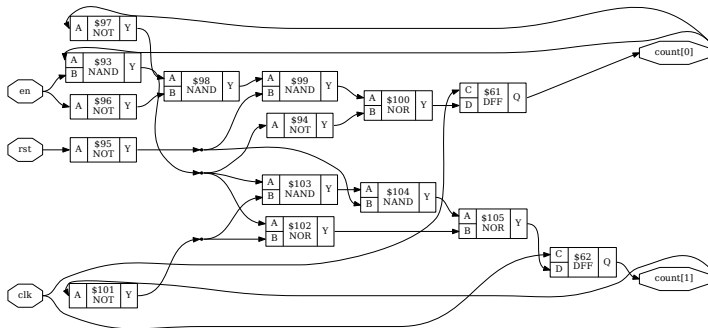 A $97 NOT Y
A B $93 NAND Y
count[0]
en
A B $98 NAND Y
A B $99 NAND Y
C D $61 DFF Q
A $96 NOT Y
A B $100 NOR Y
A $94 NOT Y
rst
A $95 NOT Y
A B $103 NAND Y
A B $104 NAND Y
A B $102 NOR Y
A B $105 NOR Y
C D $62 DFF Q
count[1]
clk
A $101 NOT Y